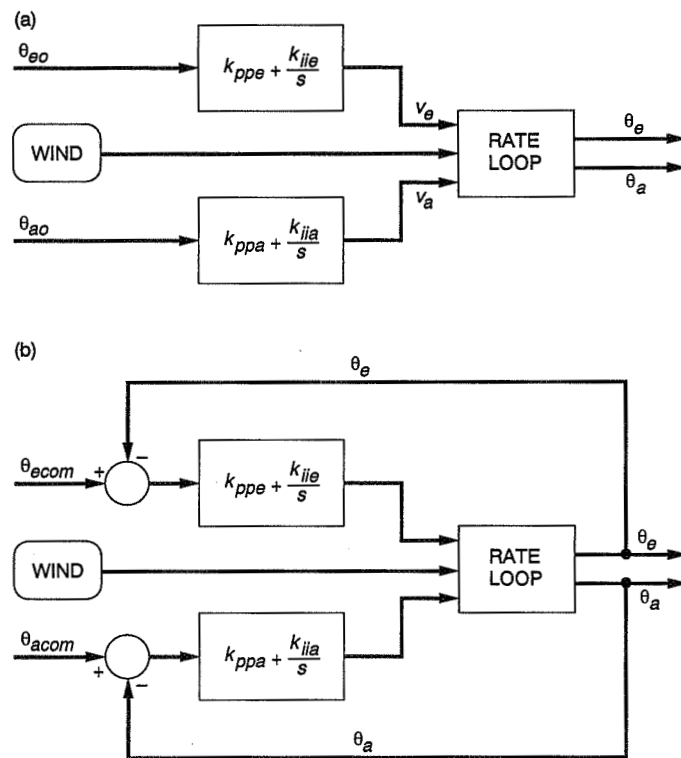 (a)
θeo
kppe + kiie/s
ve
WIND
RATE LOOP
θe
θa
va
θao
kppa + kiia/s
(b)
θe
θecom
+
−
kppe + kiie/s
WIND
RATE LOOP
θe
θa
θacom
+
−
kppa + kiia/s
θa